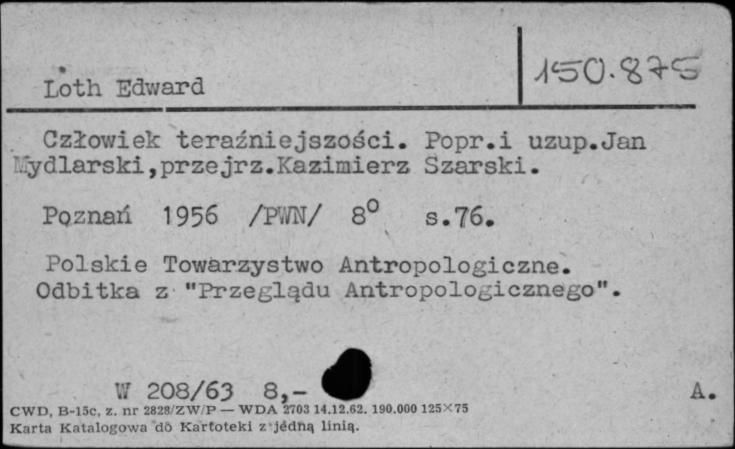 150.875
Loth Edward
Człowiek teraźniejszości. Popr.i uzup.Jan
Mydlarski,przejrz.Kazimierz Szarski.
Poznań 1956 /PWN/ 8° s.76.
Polskie Towarzystwo Antropologiczne.
Odbitka z "Przeglądu Antropologicznego".
W 208/63 8,-
A.
CWD, B-15c, z. nr 2828/ZW/P — WDA 2703 14.12.62. 190.000 125×75
Karta Katalogowa do Kartoteki z jedną linią.